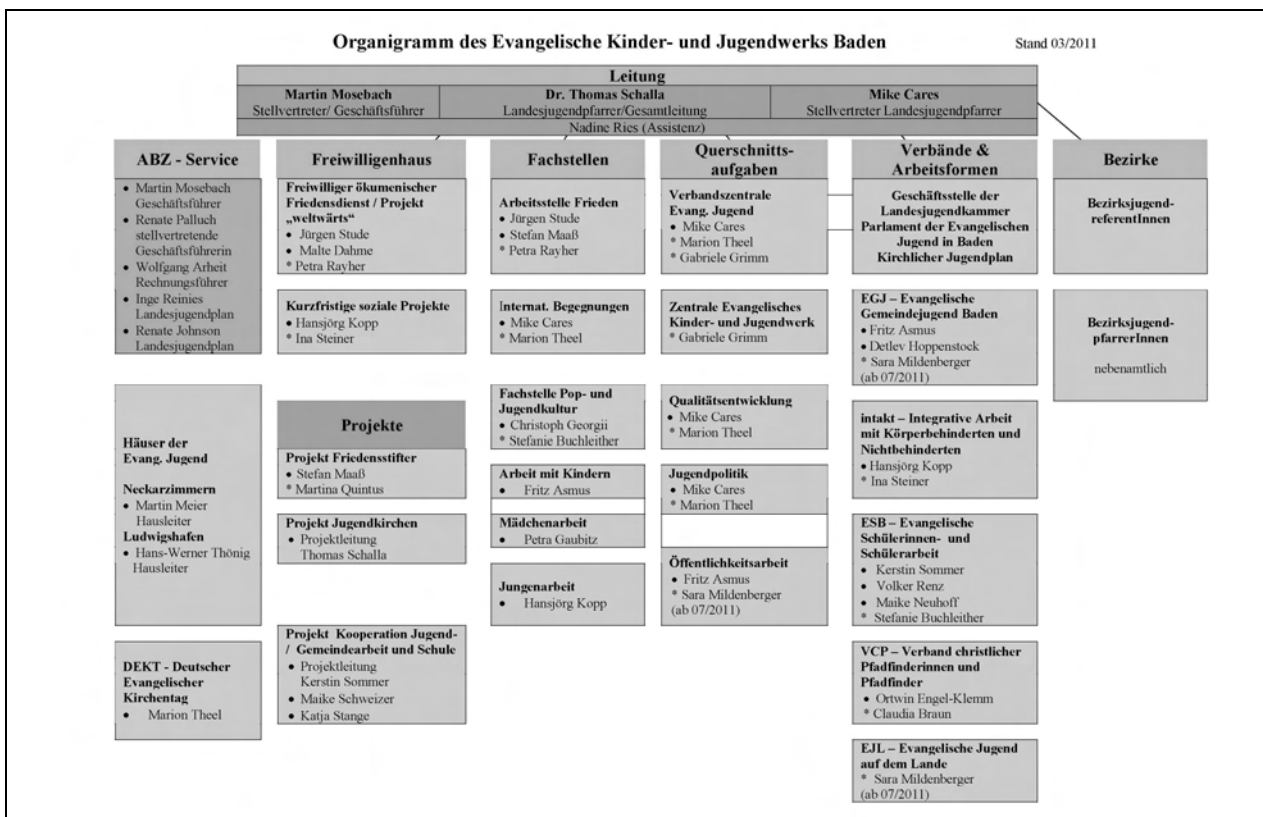 Organigramm des Evangelische Kinder- und Jugendwerks Baden
Stand 03/2011
Leitung
Martin Mosebach
Stellvertreter/ Geschäftsführer
Dr. Thomas Schalla
Landesjugendpfarrer/Gesamtleitung
Mike Cares
Stellvertreter Landesjugendpfarrer
Nadine Ries (Assistenz)
ABZ - Service
• Martin Mosebach
Geschäftsführer
• Renate Palluch
stellvertretende
Geschäftsführerin
• Wolfgang Arheit
Rechnungsführer
• Inge Reinies
Landesjugendplan
• Renate Johnson
Landesjugendplan
Häuser der
Evang. Jugend
Neckarzimmern
• Martin Meier
Hausleiter
Ludwigshafen
• Hans-Werner Thönig
Hausleiter
DEKT - Deutscher
Evangelischer
Kirchentag
• Marion Theel
Freiwilligenhaus
Freiwilliger ökumenischer
Friedensdienst / Projekt
„weltwärts“
• Jürgen Stude
• Malte Dahme
* Petra Rayher
Kurzfristige soziale Projekte
• Hansjörg Kopp
* Ina Steiner
Projekte
Projekt Friedensstifter
• Stefan Maaß
* Martina Quintus
Projekt Jugendkirchen
• Projektleitung
Thomas Schalla
Projekt Kooperation Jugend-
/ Gemeindearbeit und Schule
• Projektleitung
Kerstin Sommer
• Maike Schweizer
• Katja Stange
Fachstellen
Arbeitsstelle Frieden
• Jürgen Stude
• Stefan Maaß
* Petra Rayher
Internat. Begegnungen
• Mike Cares
* Marion Theel
Fachstelle Pop- und
Jugendkultur
• Christoph Georgii
* Stefanie Buchleither
Arbeit mit Kindern
• Fritz Asmus
Mädchenarbeit
• Petra Gaubitz
Jungenarbeit
• Hansjörg Kopp
Querschnitts-
aufgaben
Verbandszentrale
Evang. Jugend
• Mike Cares
* Marion Theel
* Gabriele Grimm
Zentrale Evangelisches
Kinder- und Jugendwerk
* Gabriele Grimm
Qualitätsentwicklung
• Mike Cares
* Marion Theel
Jugendpolitik
• Mike Cares
* Marion Theel
Öffentlichkeitsarbeit
• Fritz Asmus
* Sara Mildenberger
(ab 07/2011)
Verbände &
Arbeitsformen
Geschäftsstelle der
Landesjugendkammer
Parlament der Evangelischen
Jugend in Baden
Kirchlicher Jugendplan
EGJ – Evangelische
Gemeindejugend Baden
• Fritz Asmus
• Detlev Hoppenstock
* Sara Mildenberger
(ab 07/2011)
intakt – Integrative Arbeit
mit Körperbehinderten und
Nichtbehinderten
• Hansjörg Kopp
* Ina Steiner
ESB – Evangelische
Schülerinnen- und
Schülerarbeit
• Kerstin Sommer
• Volker Renz
• Maike Neuhoff
* Stefanie Buchleither
VCP – Verband christlicher
Pfadfinderinnen und
Pfadfinder
• Ortwin Engel-Klemm
* Claudia Braun
EJL – Evangelische Jugend
auf dem Lande
* Sara Mildenberger
(ab 07/2011)
Bezirke
Bezirksjugend-
referentInnen
Bezirksjugend-
pfarrerInnen
nebenamtlich